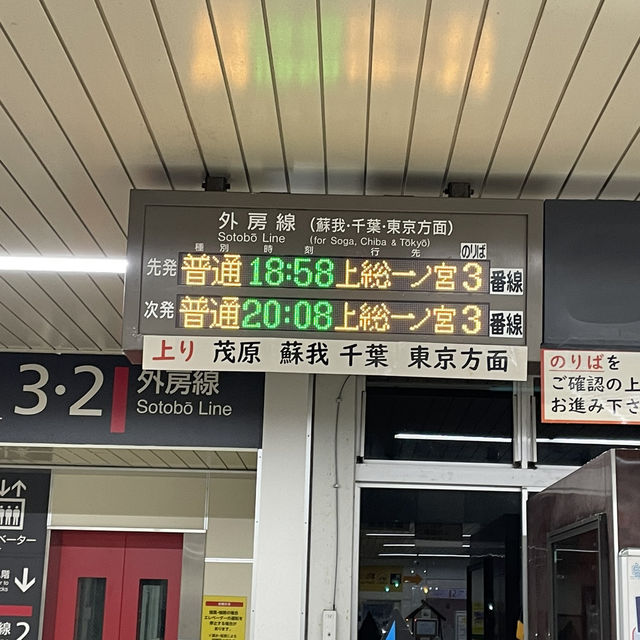 外房線 (蘇我・千葉・東京方面)
Sotobō Line (for Soga, Chiba & Tōkyō)
種別 時刻 行先 のりば
先発 普通 18:58 上総一ノ宮 3 番線
次発 普通 20:08 上総一ノ宮 3 番線
上り 茂原 蘇我 千葉 東京方面
のりばを
ご確認の上
お進み下さ
3・2 外房線
Sotobō Line
ーター
階
線 2